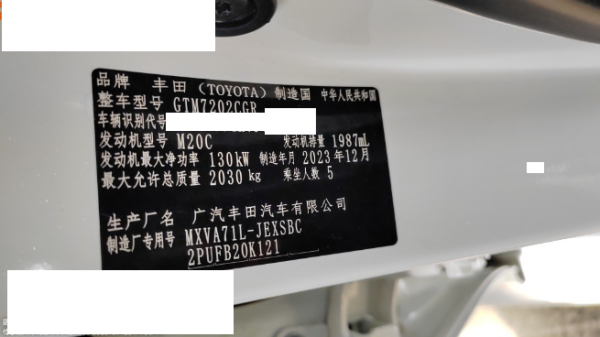 品牌 丰田（TOYOTA）制造国 中华人民共和国
整车型号 GTM7202CGR
车辆识别代号
发动机型号 M20C 发动机排量 1987mL
发动机最大净功率 130kW 制造年月 2023年12月
最大允许总质量 2030kg 乘坐人数 5
生产厂名 广汽丰田汽车有限公司
制造厂专用号 MXVA71L-JEXSBC
2PUFB20K121